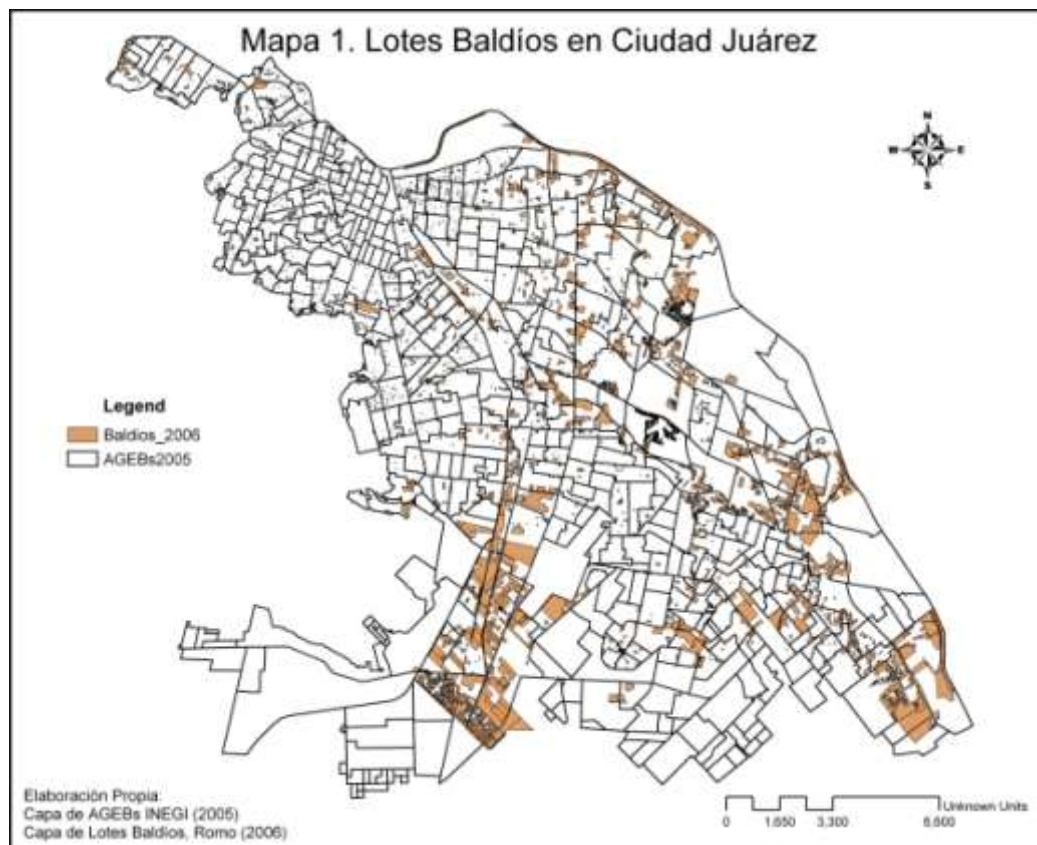 Mapa 1. Lotes Baldíos en Ciudad Juárez
N
W E
S
Legend
Baldios_2006
AGEBs2005
Elaboración Propia:
Capa de AGEBs INEGI (2005)
Capa de Lotes Baldíos, Romo (2006)
Unknown Units
0 1,650 3,300 6,600